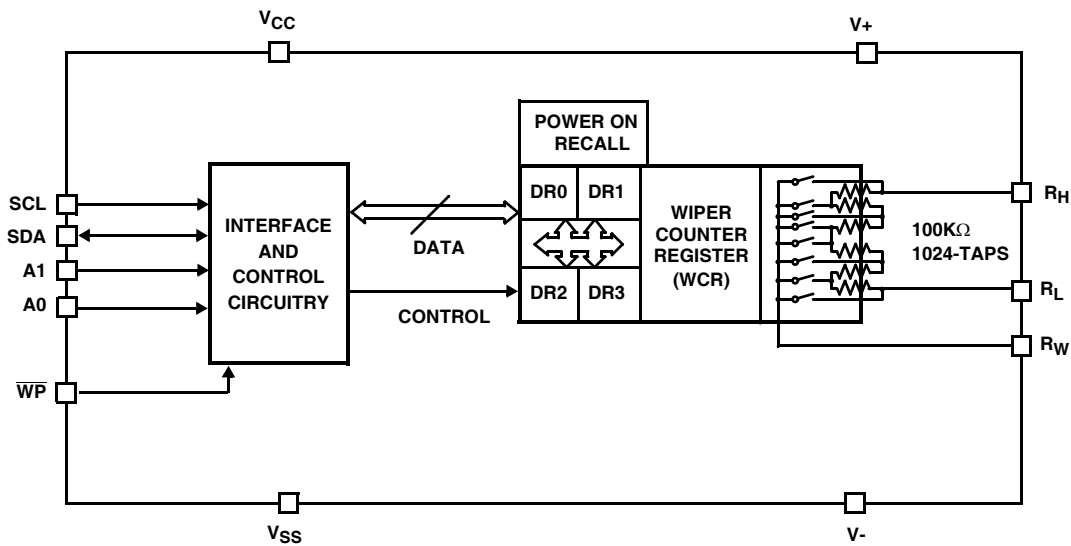 VCC
V+
POWER ON
RECALL
SCL
SDA
A1
A0
WP
INTERFACE
AND
CONTROL
CIRCUITRY
DATA
CONTROL
DR0
DR1
DR2
DR3
WIPER
COUNTER
REGISTER
(WCR)
100KΩ
1024-TAPS
RH
RL
RW
VSS
V-